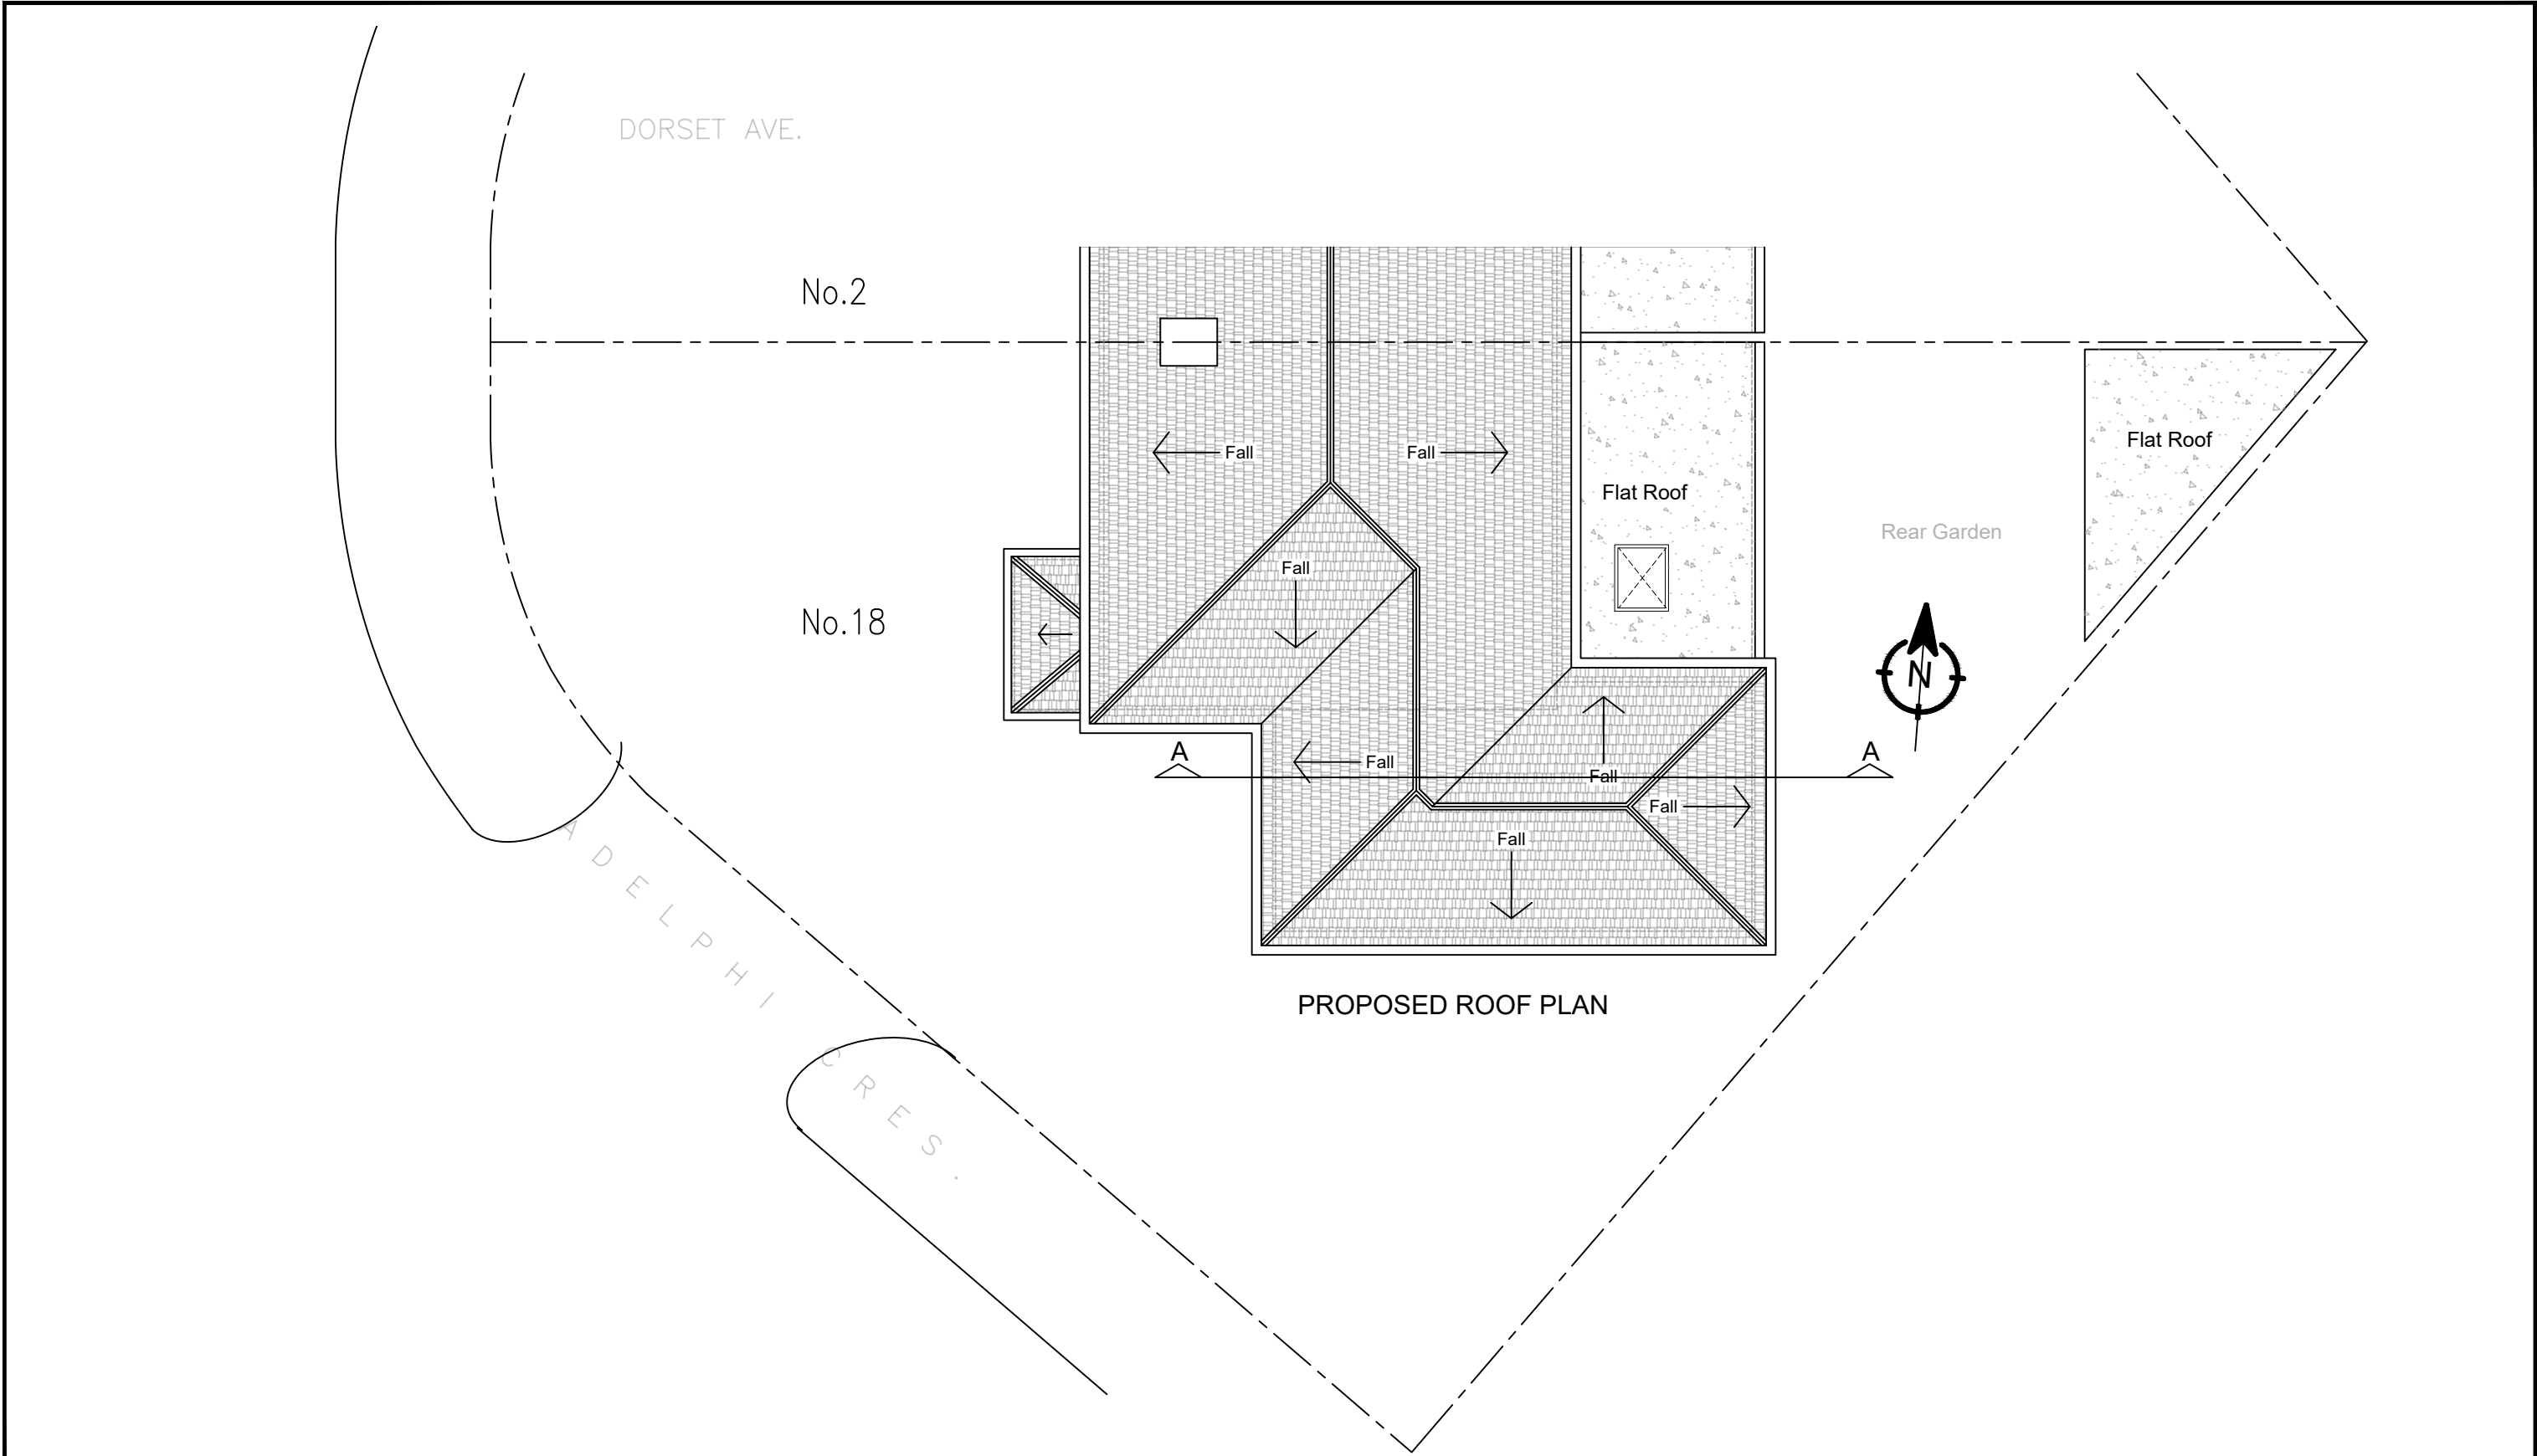 DORSET AVE.
No.2
Fall
Fall
Flat Roof
Flat Roof
Rear Garden
Fall
No.18
N
A
A
Fall
Fall
Fall
Fall
ADELPHI CRES.
PROPOSED ROOF PLAN